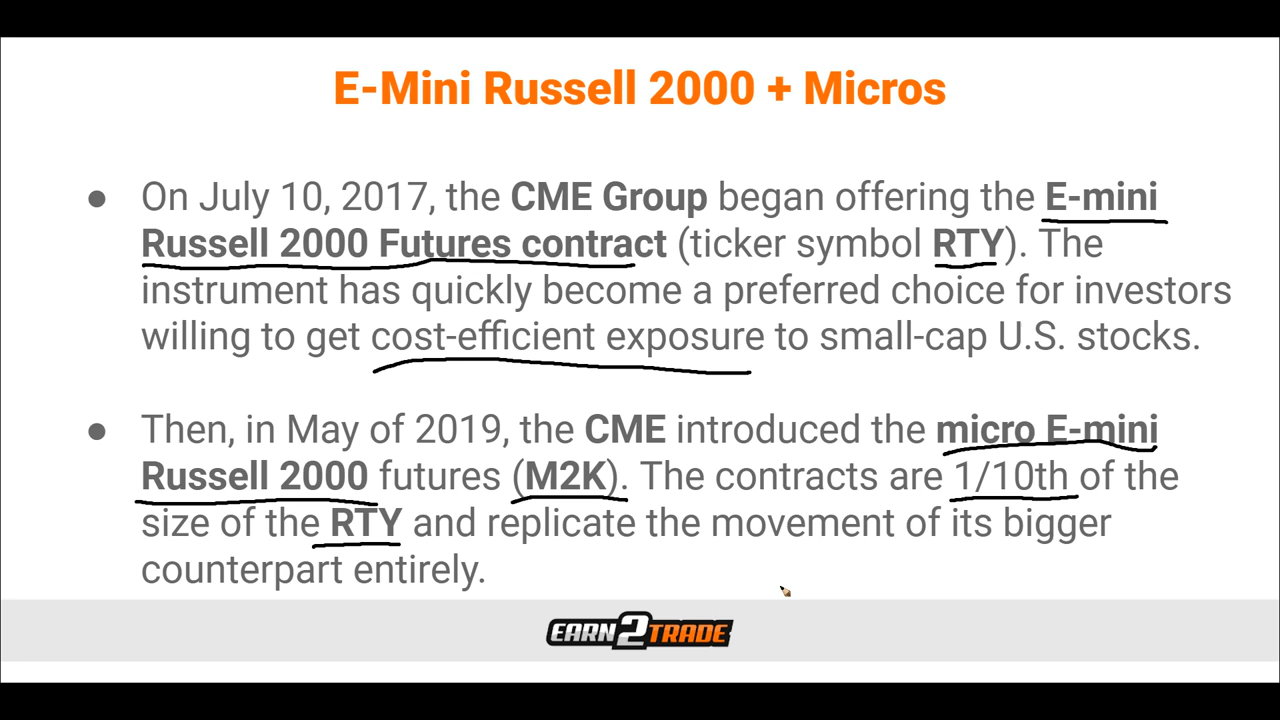 E-Mini Russell 2000 + Micros
● On July 10, 2017, the CME Group began offering the E-mini
Russell 2000 Futures contract (ticker symbol RTY). The
instrument has quickly become a preferred choice for investors
willing to get cost-efficient exposure to small-cap U.S. stocks.
● Then, in May of 2019, the CME introduced the micro E-mini
Russell 2000 futures (M2K). The contracts are 1/10th of the
size of the RTY and replicate the movement of its bigger
counterpart entirely.
EARN2TRADE